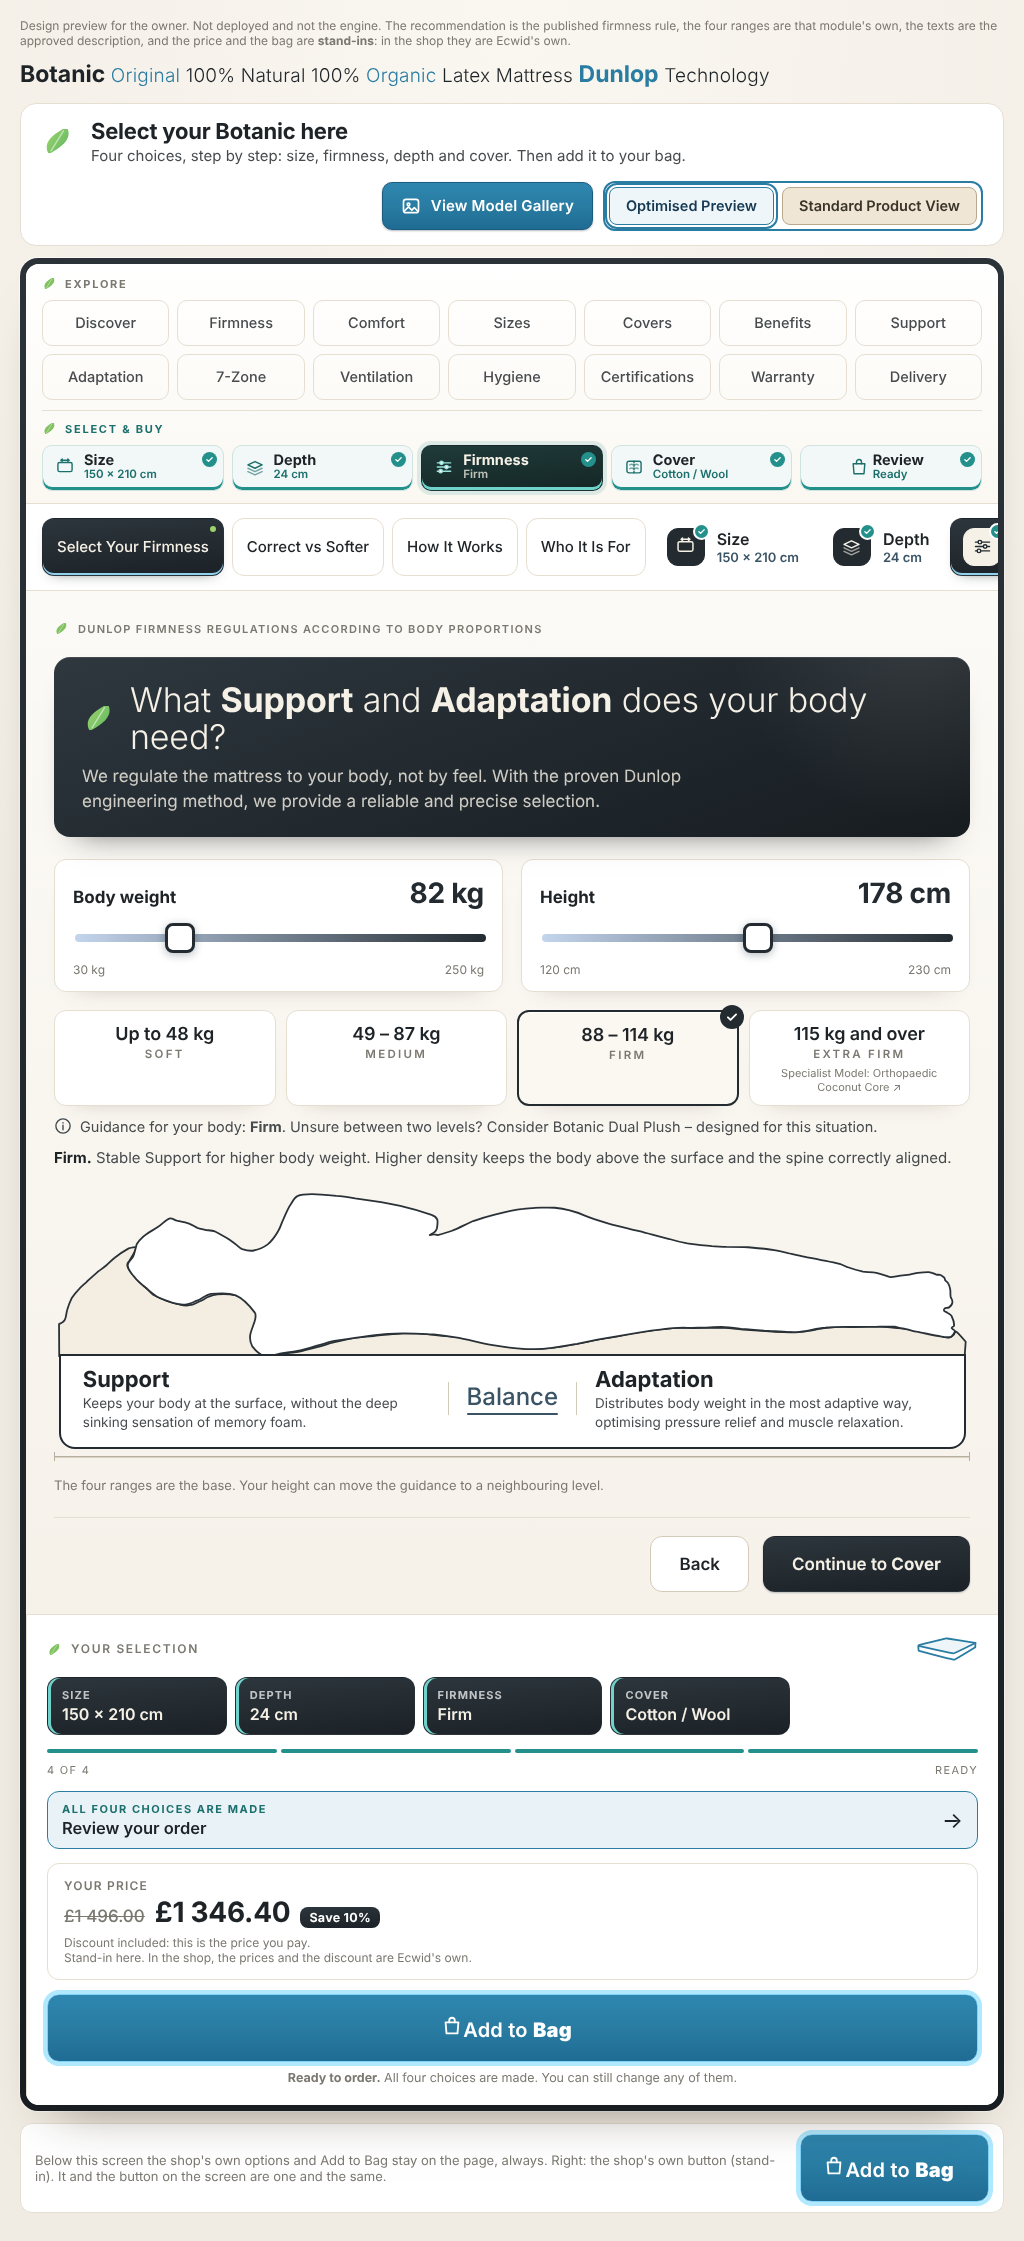 Design preview for the owner. Not deployed and not the engine. The recommendation is the published firmness rule, the four ranges are that module's own, the texts are the
approved description, and the price and the bag are stand-ins: in the shop they are Ecwid's own.
Botanic Original 100% Natural 100% Organic Latex Mattress Dunlop Technology
Select your Botanic here
Four choices, step by step: size, firmness, depth and cover. Then add it to your bag.
View Model Gallery
Optimised Preview
Standard Product View
EXPLORE
Discover
Firmness
Comfort
Sizes
Covers
Benefits
Support
Adaptation
7-Zone
Ventilation
Hygiene
Certifications
Warranty
Delivery
SELECT & BUY
Size
150 × 210 cm
Depth
24 cm
Firmness
Firm
Cover
Cotton / Wool
Review
Ready
Select Your Firmness
Correct vs Softer
How It Works
Who It Is For
Size
150 × 210 cm
Depth
24 cm
DUNLOP FIRMNESS REGULATIONS ACCORDING TO BODY PROPORTIONS
What Support and Adaptation does your body
need?
We regulate the mattress to your body, not by feel. With the proven Dunlop
engineering method, we provide a reliable and precise selection.
Body weight
82 kg
30 kg
250 kg
Height
178 cm
120 cm
230 cm
Up to 48 kg
SOFT
49 – 87 kg
MEDIUM
88 – 114 kg
FIRM
115 kg and over
EXTRA FIRM
Specialist Model: Orthopaedic
Coconut Core ↗
Guidance for your body: Firm. Unsure between two levels? Consider Botanic Dual Plush – designed for this situation.
Firm. Stable Support for higher body weight. Higher density keeps the body above the surface and the spine correctly aligned.
Support
Keeps your body at the surface, without the deep
sinking sensation of memory foam.
Balance
Adaptation
Distributes body weight in the most adaptive way,
optimising pressure relief and muscle relaxation.
The four ranges are the base. Your height can move the guidance to a neighbouring level.
Back
Continue to Cover
YOUR SELECTION
SIZE
150 × 210 cm
DEPTH
24 cm
FIRMNESS
Firm
COVER
Cotton / Wool
4 OF 4
READY
ALL FOUR CHOICES ARE MADE
Review your order
YOUR PRICE
£1 496.00 £1 346.40 Save 10%
Discount included: this is the price you pay.
Stand-in here. In the shop, the prices and the discount are Ecwid's own.
Add to Bag
Ready to order. All four choices are made. You can still change any of them.
Below this screen the shop's own options and Add to Bag stay on the page, always. Right: the shop's own button (stand-
in). It and the button on the screen are one and the same.
Add to Bag